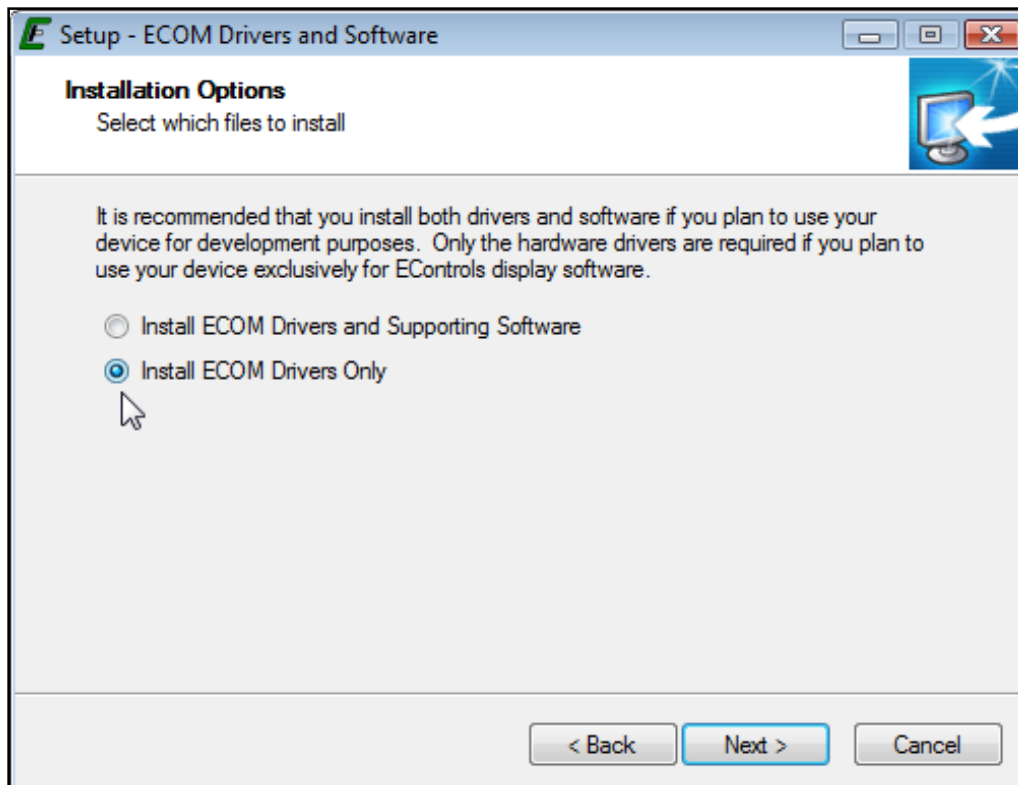 Setup - ECOM Drivers and Software
Installation Options
Select which files to install
It is recommended that you install both drivers and software if you plan to use your
device for development purposes.  Only the hardware drivers are required if you plan to
use your device exclusively for EControls display software.
Install ECOM Drivers and Supporting Software
Install ECOM Drivers Only
< Back
Next >
Cancel